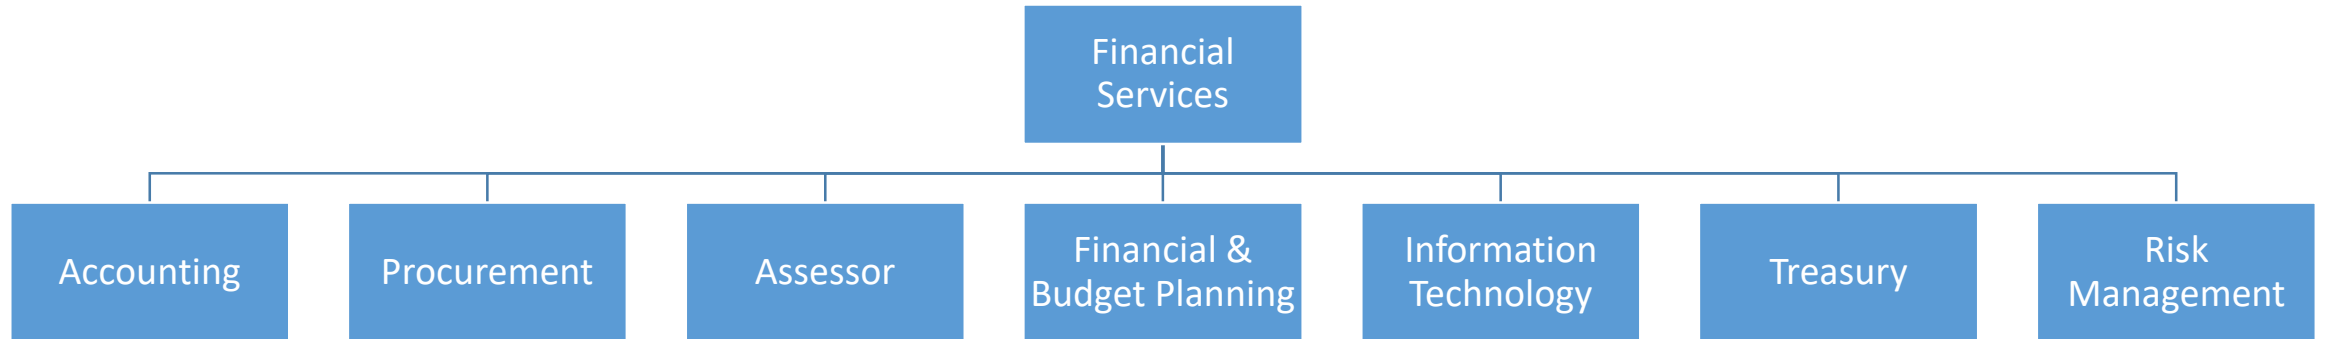 Financial
Services
Accounting
Procurement
Assessor
Financial &
Budget Planning
Information
Technology
Treasury
Risk
Management